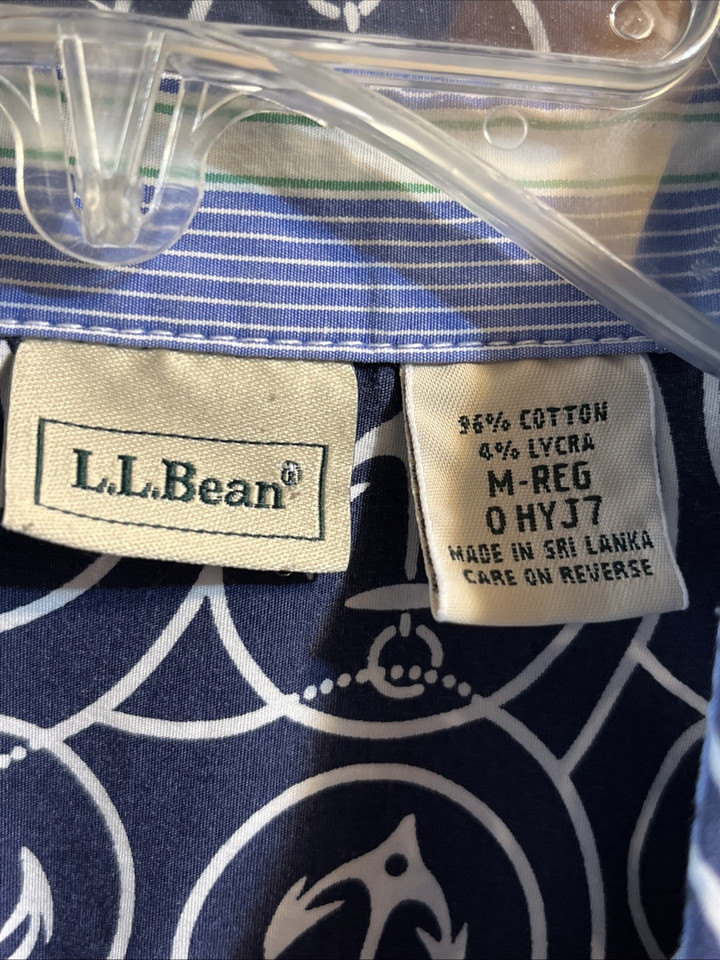 L.L.Bean®
96% COTTON
4% LYCRA
M-REG
0 HYJ7
MADE IN SRI LANKA
CARE ON REVERSE